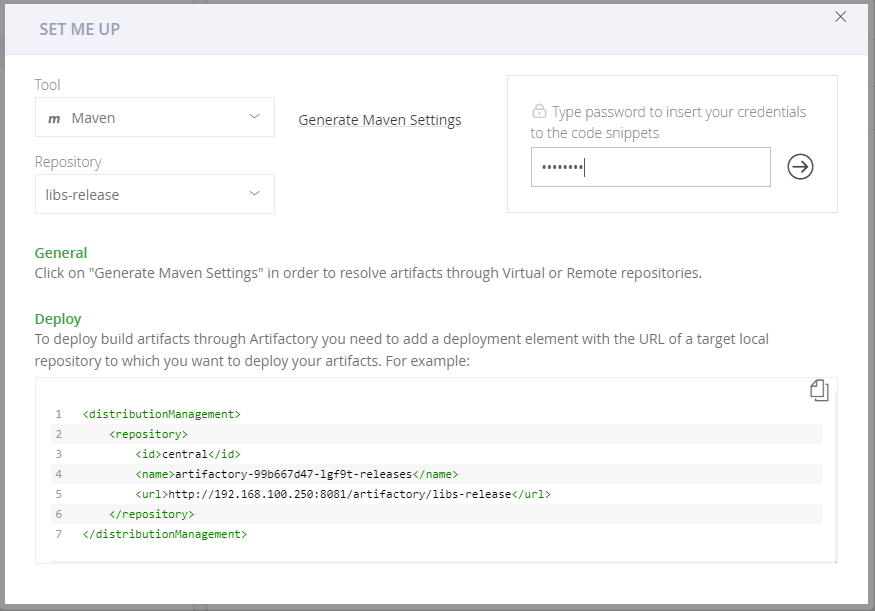 SET ME UP
Tool
m Maven
Generate Maven Settings
Type password to insert your credentials
to the code snippets
••••••••
Repository
libs-release
General
Click on "Generate Maven Settings" in order to resolve artifacts through Virtual or Remote repositories.
Deploy
To deploy build artifacts through Artifactory you need to add a deployment element with the URL of a target local
repository to which you want to deploy your artifacts. For example:
1 <distributionManagement>
2 <repository>
3 <id>central</id>
4 <name>artifactory-99b667d47-lgf9t-releases</name>
5 <url>http://192.168.100.250:8081/artifactory/libs-release</url>
6 </repository>
7 </distributionManagement>